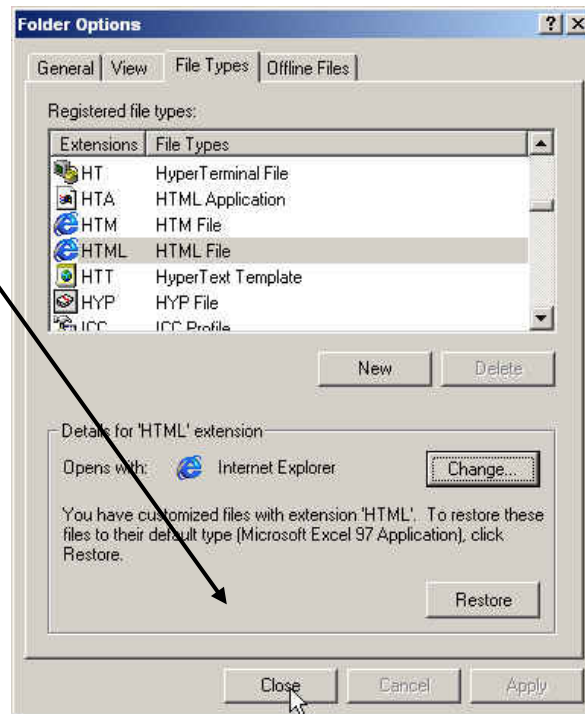 Folder Options
General View File Types Offline Files
Registered file types:
Extensions File Types
HT HyperTerminal File
HTA HTML Application
HTM HTM File
HTML HTML File
HTT HyperText Template
HYP HYP File
ICC ICC Profile
New Delete
Details for 'HTML' extension
Opens with: Internet Explorer Change...
You have customized files with extension 'HTML'. To restore these
files to their default type (Microsoft Excel 97 Application), click
Restore.
Restore
Close Cancel Apply